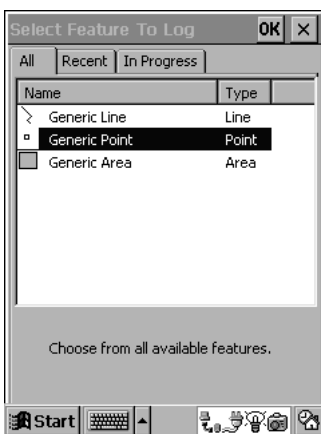 Select Feature To Log OK
All Recent In Progress
Name Type
Generic Line Line
Generic Point Point
Generic Area Area
Choose from all available features.
Start